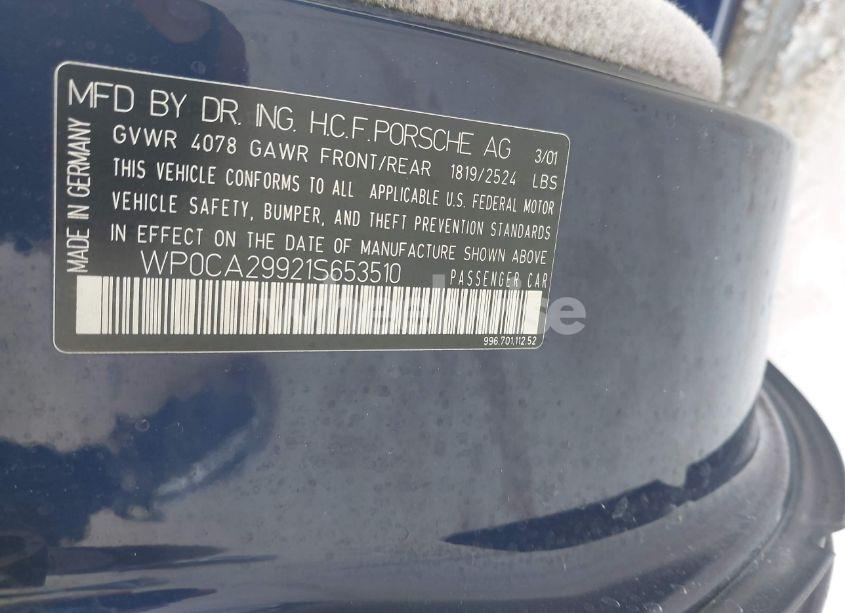 MFD BY DR. ING. H.C.F.PORSCHE AG 3/01
GVWR 4078 GAWR FRONT/REAR 1819/2524 LBS
THIS VEHICLE CONFORMS TO ALL APPLICABLE U.S. FEDERAL MOTOR
VEHICLE SAFETY, BUMPER, AND THEFT PREVENTION STANDARDS
IN EFFECT ON THE DATE OF MANUFACTURE SHOWN ABOVE
WP0CA29921S653510 PASSENGER CAR
996.701.112.52
MADE IN GERMANY